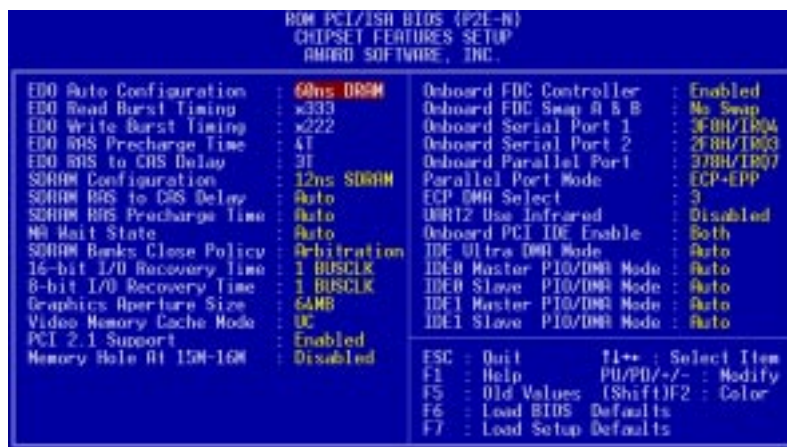 ROM PCI/ISA BIOS (P2E-N)
CHIPSET FEATURES SETUP
AWARD SOFTWARE, INC.
EDO Auto Configuration : 60ns DRAM
EDO Read Burst Timing : x333
EDO Write Burst Timing : x222
EDO RAS Precharge Time : 4T
EDO RAS to CAS Delay : 3T
SDRAM Configuration : 12ns SDRAM
SDRAM RAS to CAS Delay : Auto
SDRAM RAS Precharge Time : Auto
MA Wait State : Auto
SDRAM Banks Close Policy : Arbitration
16-bit I/O Recovery Time : 1 BUSCLK
8-bit I/O Recovery Time : 1 BUSCLK
Graphics Aperture Size : 64MB
Video Memory Cache Mode : UC
PCI 2.1 Support : Enabled
Memory Hole At 15M-16M : Disabled
Onboard FDC Controller : Enabled
Onboard FDC Swap A & B : No Swap
Onboard Serial Port 1 : 3F8H/IRQ4
Onboard Serial Port 2 : 2F8H/IRQ3
Onboard Parallel Port : 378H/IRQ7
Parallel Port Mode : ECP+EPP
ECP DMA Select : 3
UART2 Use Infrared : Disabled
Onboard PCI IDE Enable : Both
IDE Ultra DMA Mode : Auto
IDE0 Master PIO/DMA Mode : Auto
IDE0 Slave PIO/DMA Mode : Auto
IDE1 Master PIO/DMA Mode : Auto
IDE1 Slave PIO/DMA Mode : Auto
ESC : Quit ↑↓→← : Select Item
F1 : Help PU/PD/+/- : Modify
F5 : Old Values (Shift)F2 : Color
F6 : Load BIOS Defaults
F7 : Load Setup Defaults